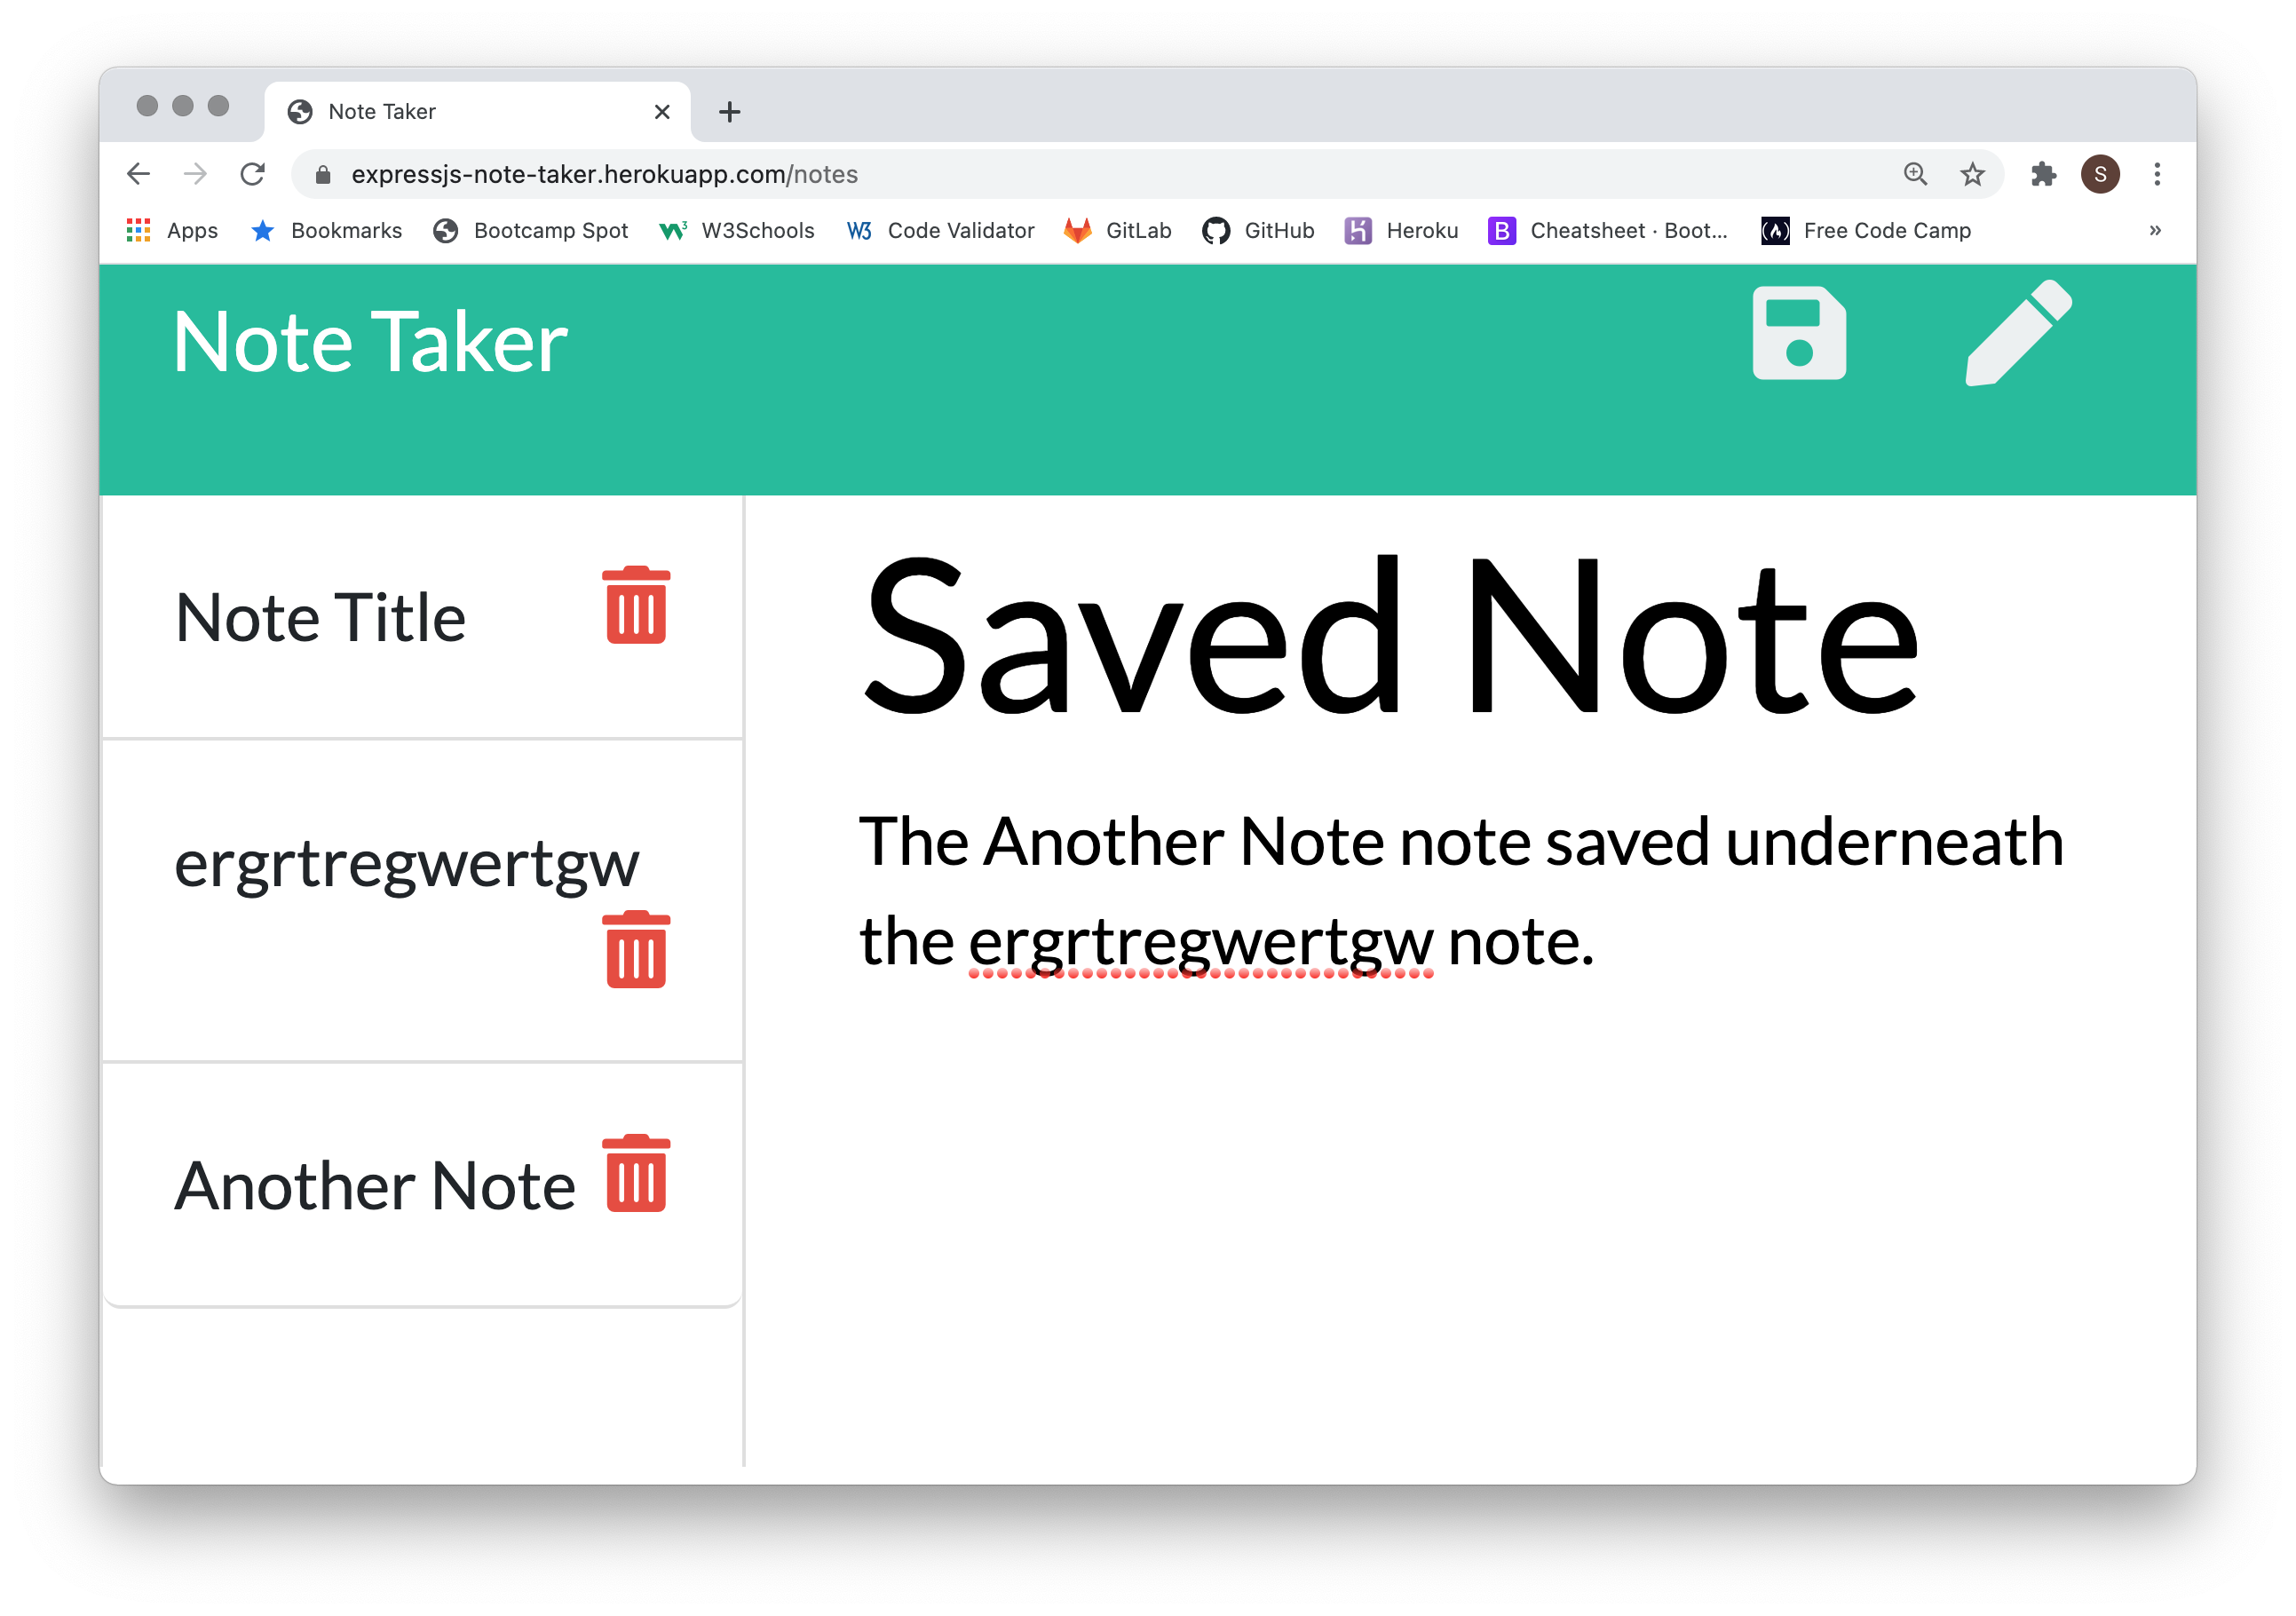 Note Taker
expressjs-note-taker.herokuapp.com/notes
S
Apps Bookmarks Bootcamp Spot W3Schools Code Validator GitLab GitHub Heroku B Cheatsheet · Boot... Free Code Camp »
Note Taker
Note Title
ergrtregwertgw
Another Note
Saved Note
The Another Note note saved underneath
the ergrtregwertgw note.